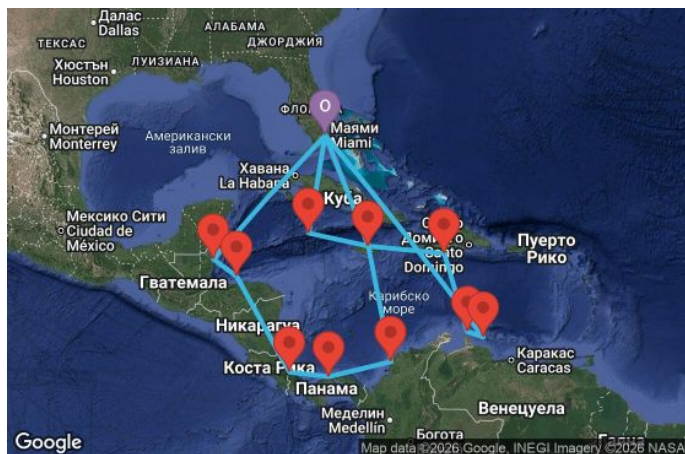 Далас
Dallas
АЛАБАМА
ТЕКСАС
ДЖОРДЖИЯ
Хюстън
Houston
ЛУИЗИАНА
О
Монтерей
Monterrey
Американски
залив
Маями
Miami
Хавана
La Habana
Куба
Мексико Сити
Ciudad de
México
Пуерто
Рико
Santo
Domingo
Гватемала
Карибско
море
Никарагуа
Коста Рика
Панама
Каракас
Caracas
Меделин
Medellín
Венецуела
Богота
Google
Map data ©2026 Google, INEGI Imagery ©2026 NASA